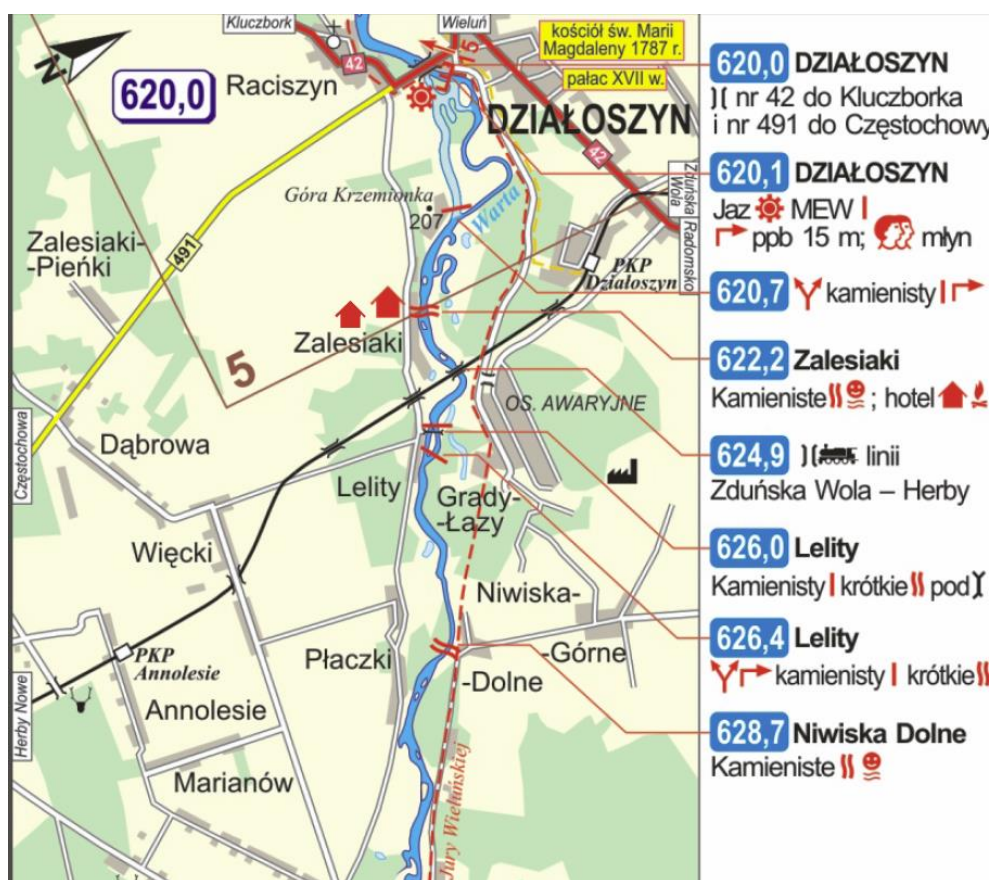 Kluczbork
Wieluń
kościół św. Marii
Magdaleny 1787 r.
pałac XVII w.
N
42
15
620,0
Raciszyn
DZIAŁOSZYN
42
Góra Krzemionka
207
Warta
Zduńska
Wola
Radomsko
Zalesiaki-
-Pieńki
491
PKP
Działoszyn
5
Zalesiaki
OS. AWARYJNE
Częstochowa
Dąbrowa
Lelity
Grady-
-Łazy
Więcki
Niwiska-
PKP
Annolesie
Płaczki
-Górne
-Dolne
Herby Nowe
Annolesie
Marianów
Jury Wieluńskiej
620,0 DZIAŁOSZYN
nr 42 do Kluczborka
i nr 491 do Częstochowy
620,1 DZIAŁOSZYN
Jaz MEW
ppb 15 m; młyn
620,7 kamienisty
622,2 Zalesiaki
Kamieniste ; hotel
624,9 linii
Zduńska Wola – Herby
626,0 Lelity
Kamienisty krótkie pod
626,4 Lelity
kamienisty krótkie
628,7 Niwiska Dolne
Kamieniste